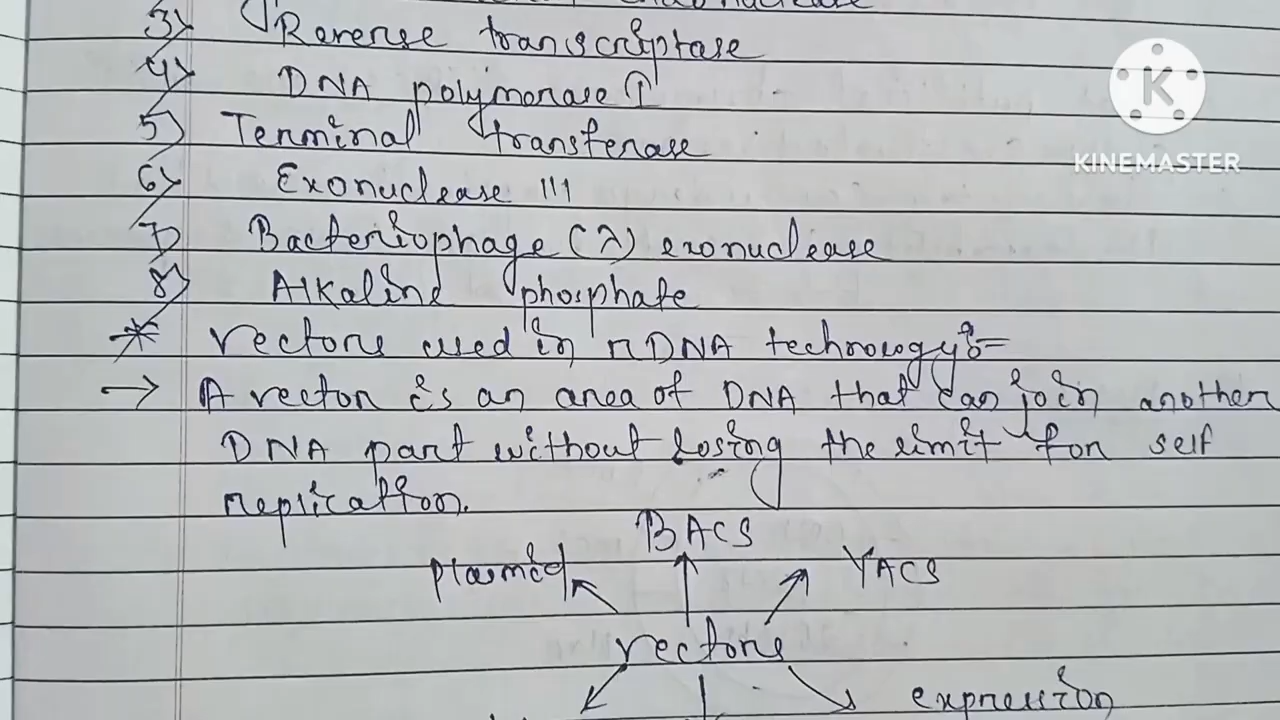 3) Reverse transcriptase
4) DNA polymerase I
5) Terminal transferase
6) Exonuclease III
7) Bacteriophage (λ) exonuclease
8) Alkaline phosphate
* Vectors used in rDNA technology:-
→ A vector is an area of DNA that can join another
DNA part without losing the limit for self
replication.
BACS
plasmid YACS
vectors
expression
K
KINEMASTER